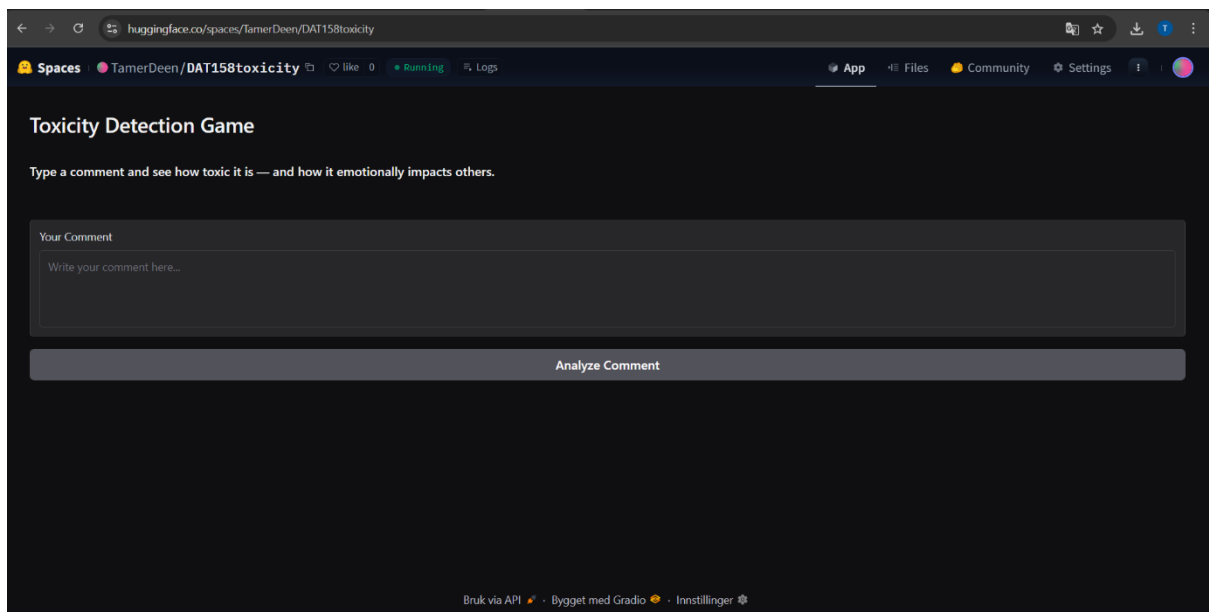 huggingface.co/spaces/TamerDeen/DAT158toxicity
T
Spaces TamerDeen/DAT158toxicity like 0 Running Logs App Files Community Settings
Toxicity Detection Game
Type a comment and see how toxic it is — and how it emotionally impacts others.
Your Comment
Write your comment here...
Analyze Comment
Bruk via API · Bygget med Gradio · Innstillinger